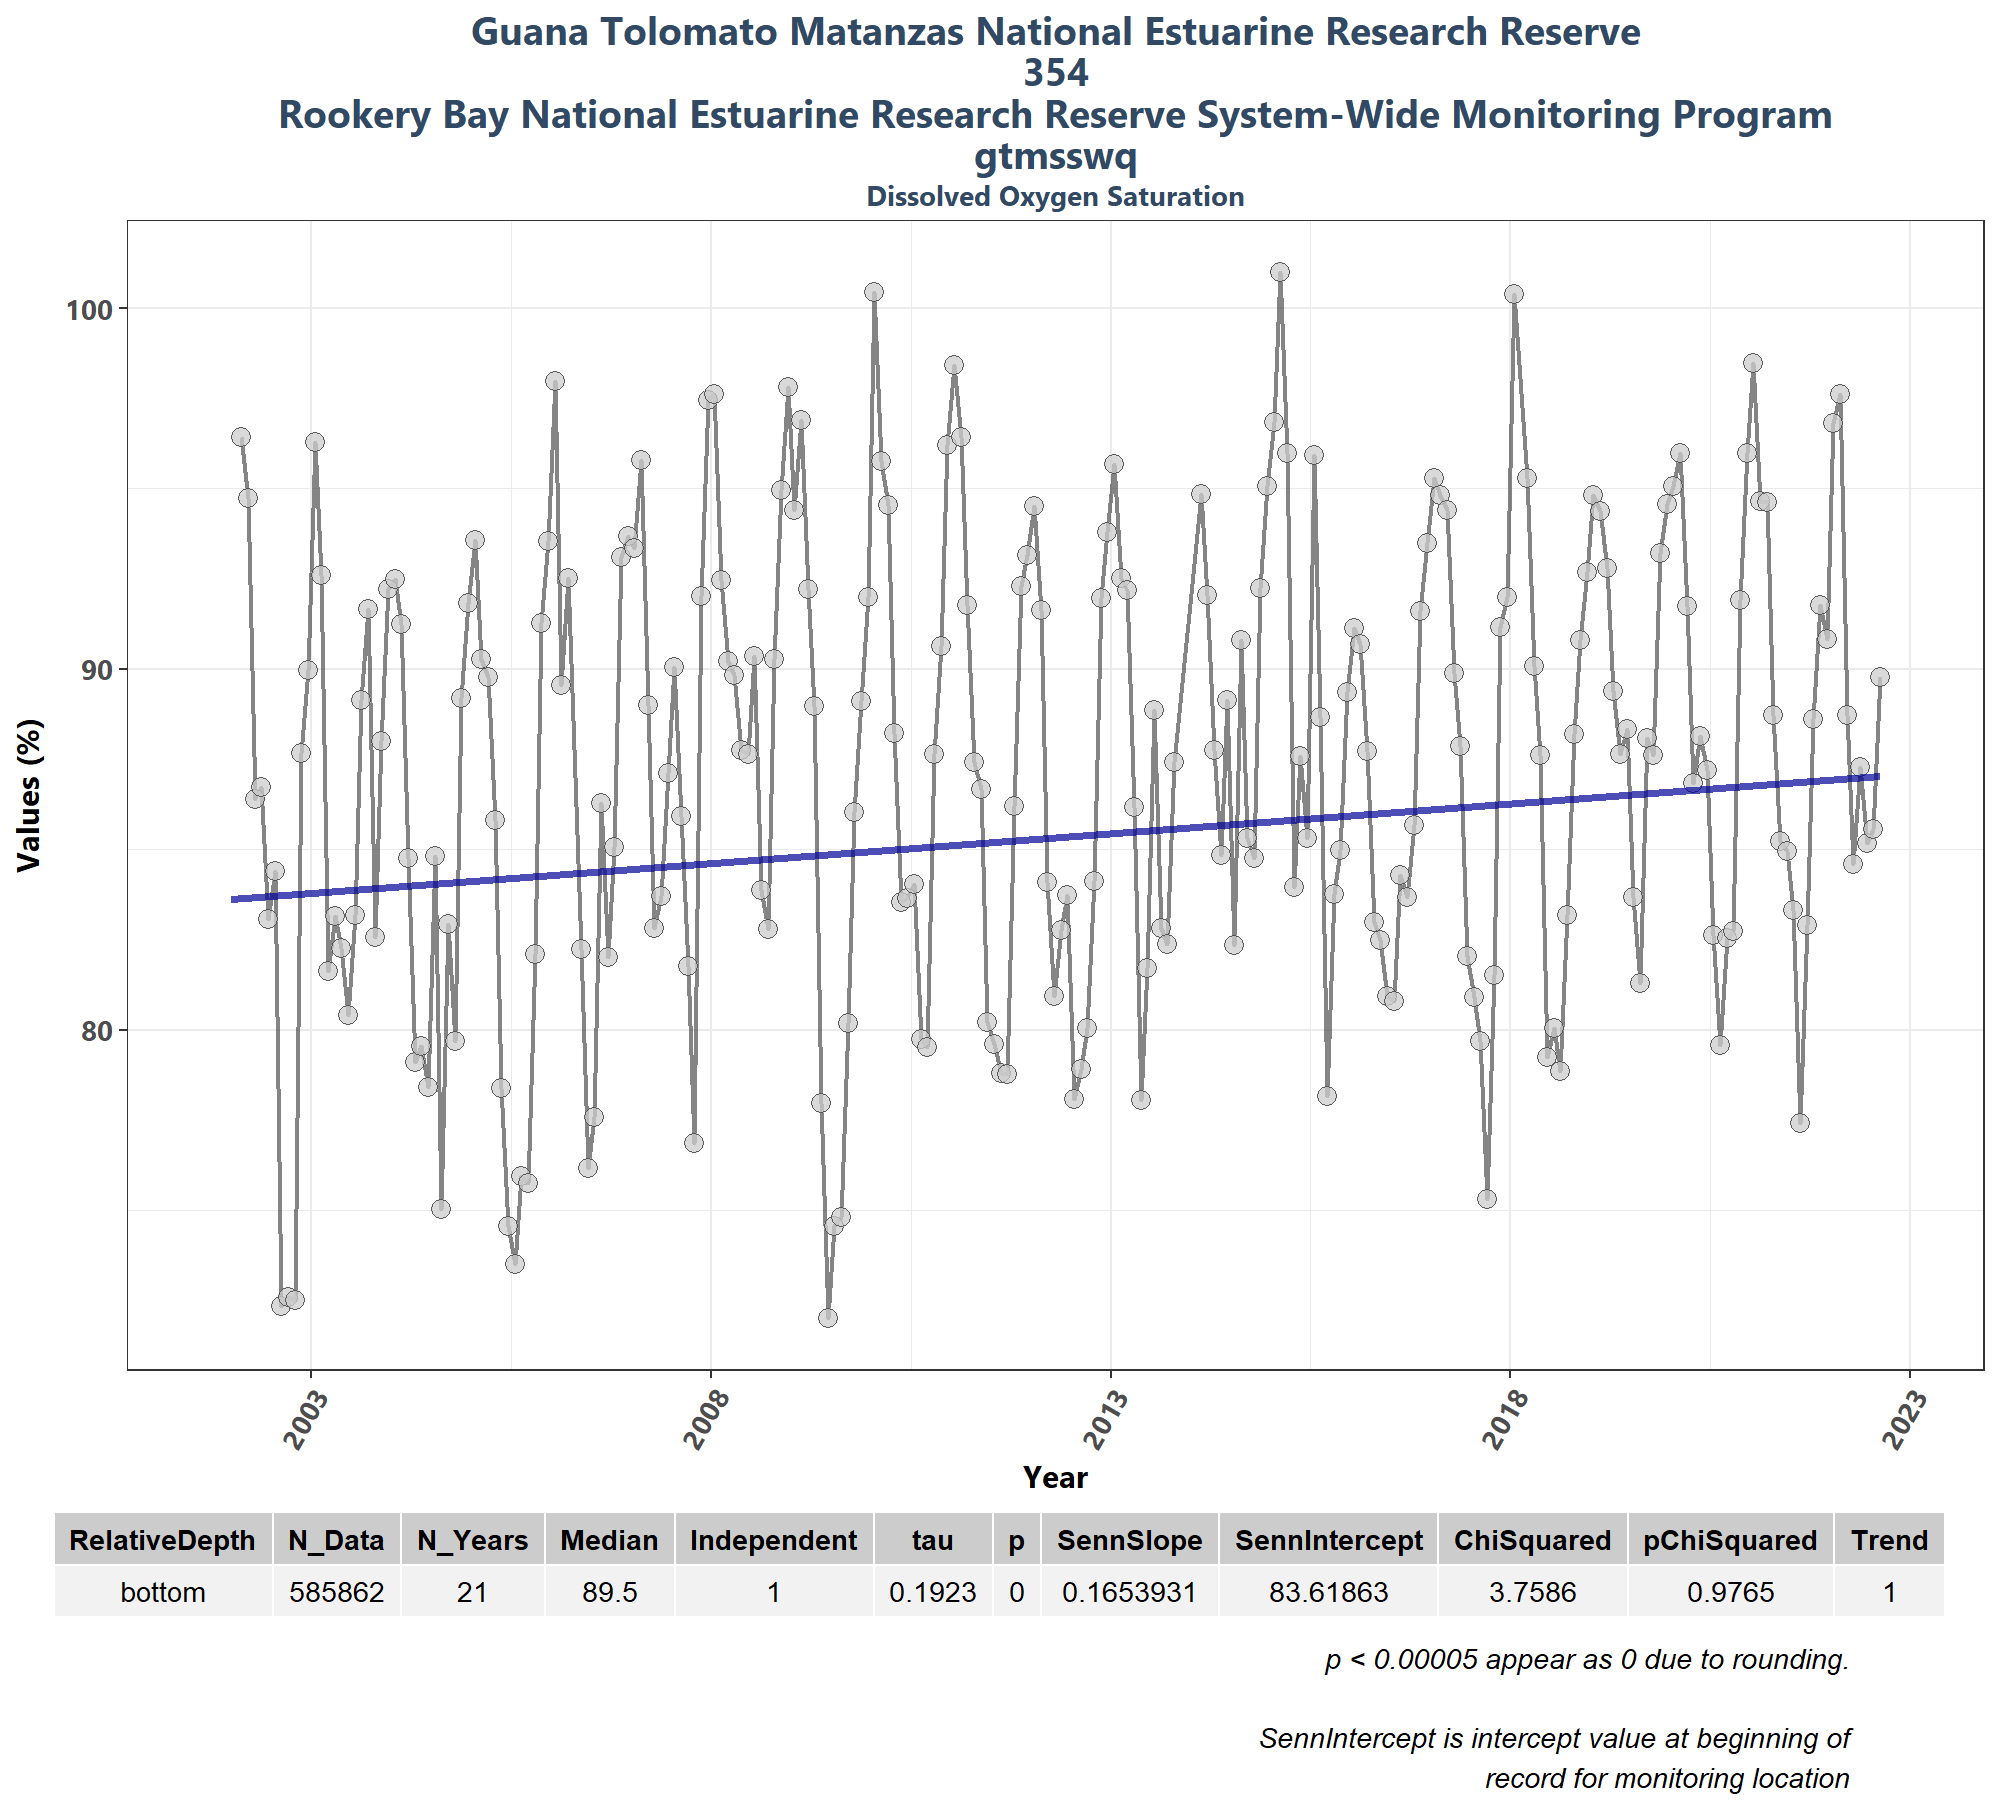 Guana Tolomato Matanzas National Estuarine Research Reserve
354
Rookery Bay National Estuarine Research Reserve System-Wide Monitoring Program
gtmsswq
Dissolved Oxygen Saturation
100
90
80
Values (%)
2003 2008 2013 2018 2023
Year
RelativeDepth N_Data N_Years Median Independent tau p SennSlope SennIntercept ChiSquared pChiSquared Trend
bottom 585862 21 89.5 1 0.1923 0 0.1653931 83.61863 3.7586 0.9765 1
p < 0.00005 appear as 0 due to rounding.
SennIntercept is intercept value at beginning of
record for monitoring location